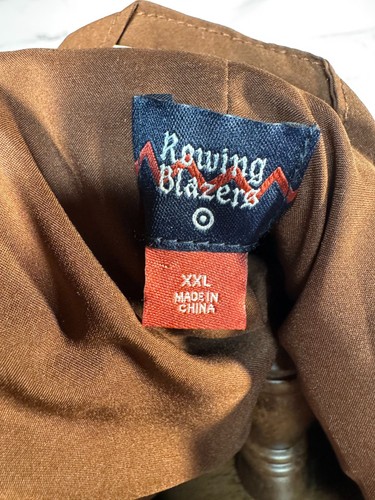 Rowing
Blazers
XXL
MADE IN
CHINA